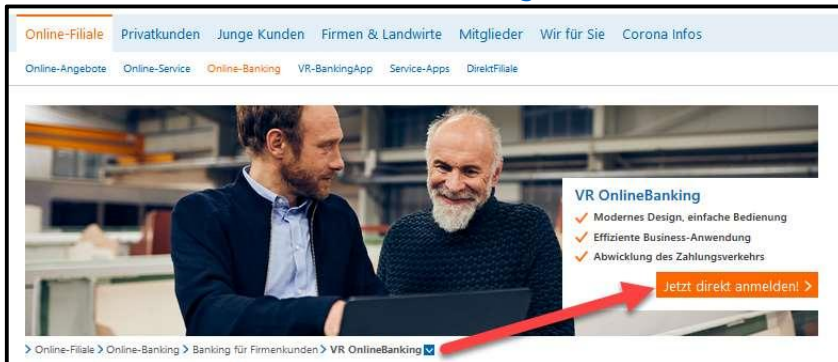 Online-Filiale Privatkunden Junge Kunden Firmen & Landwirte Mitglieder Wir für Sie Corona Infos
Online-Angebote Online-Service Online-Banking VR-BankingApp Service-Apps DirektFiliale
VR OnlineBanking
✓ Modernes Design, einfache Bedienung
✓ Effiziente Business-Anwendung
✓ Abwicklung des Zahlungsverkehrs
Jetzt direkt anmelden! >
> Online-Filiale > Online-Banking > Banking für Firmenkunden > VR OnlineBanking